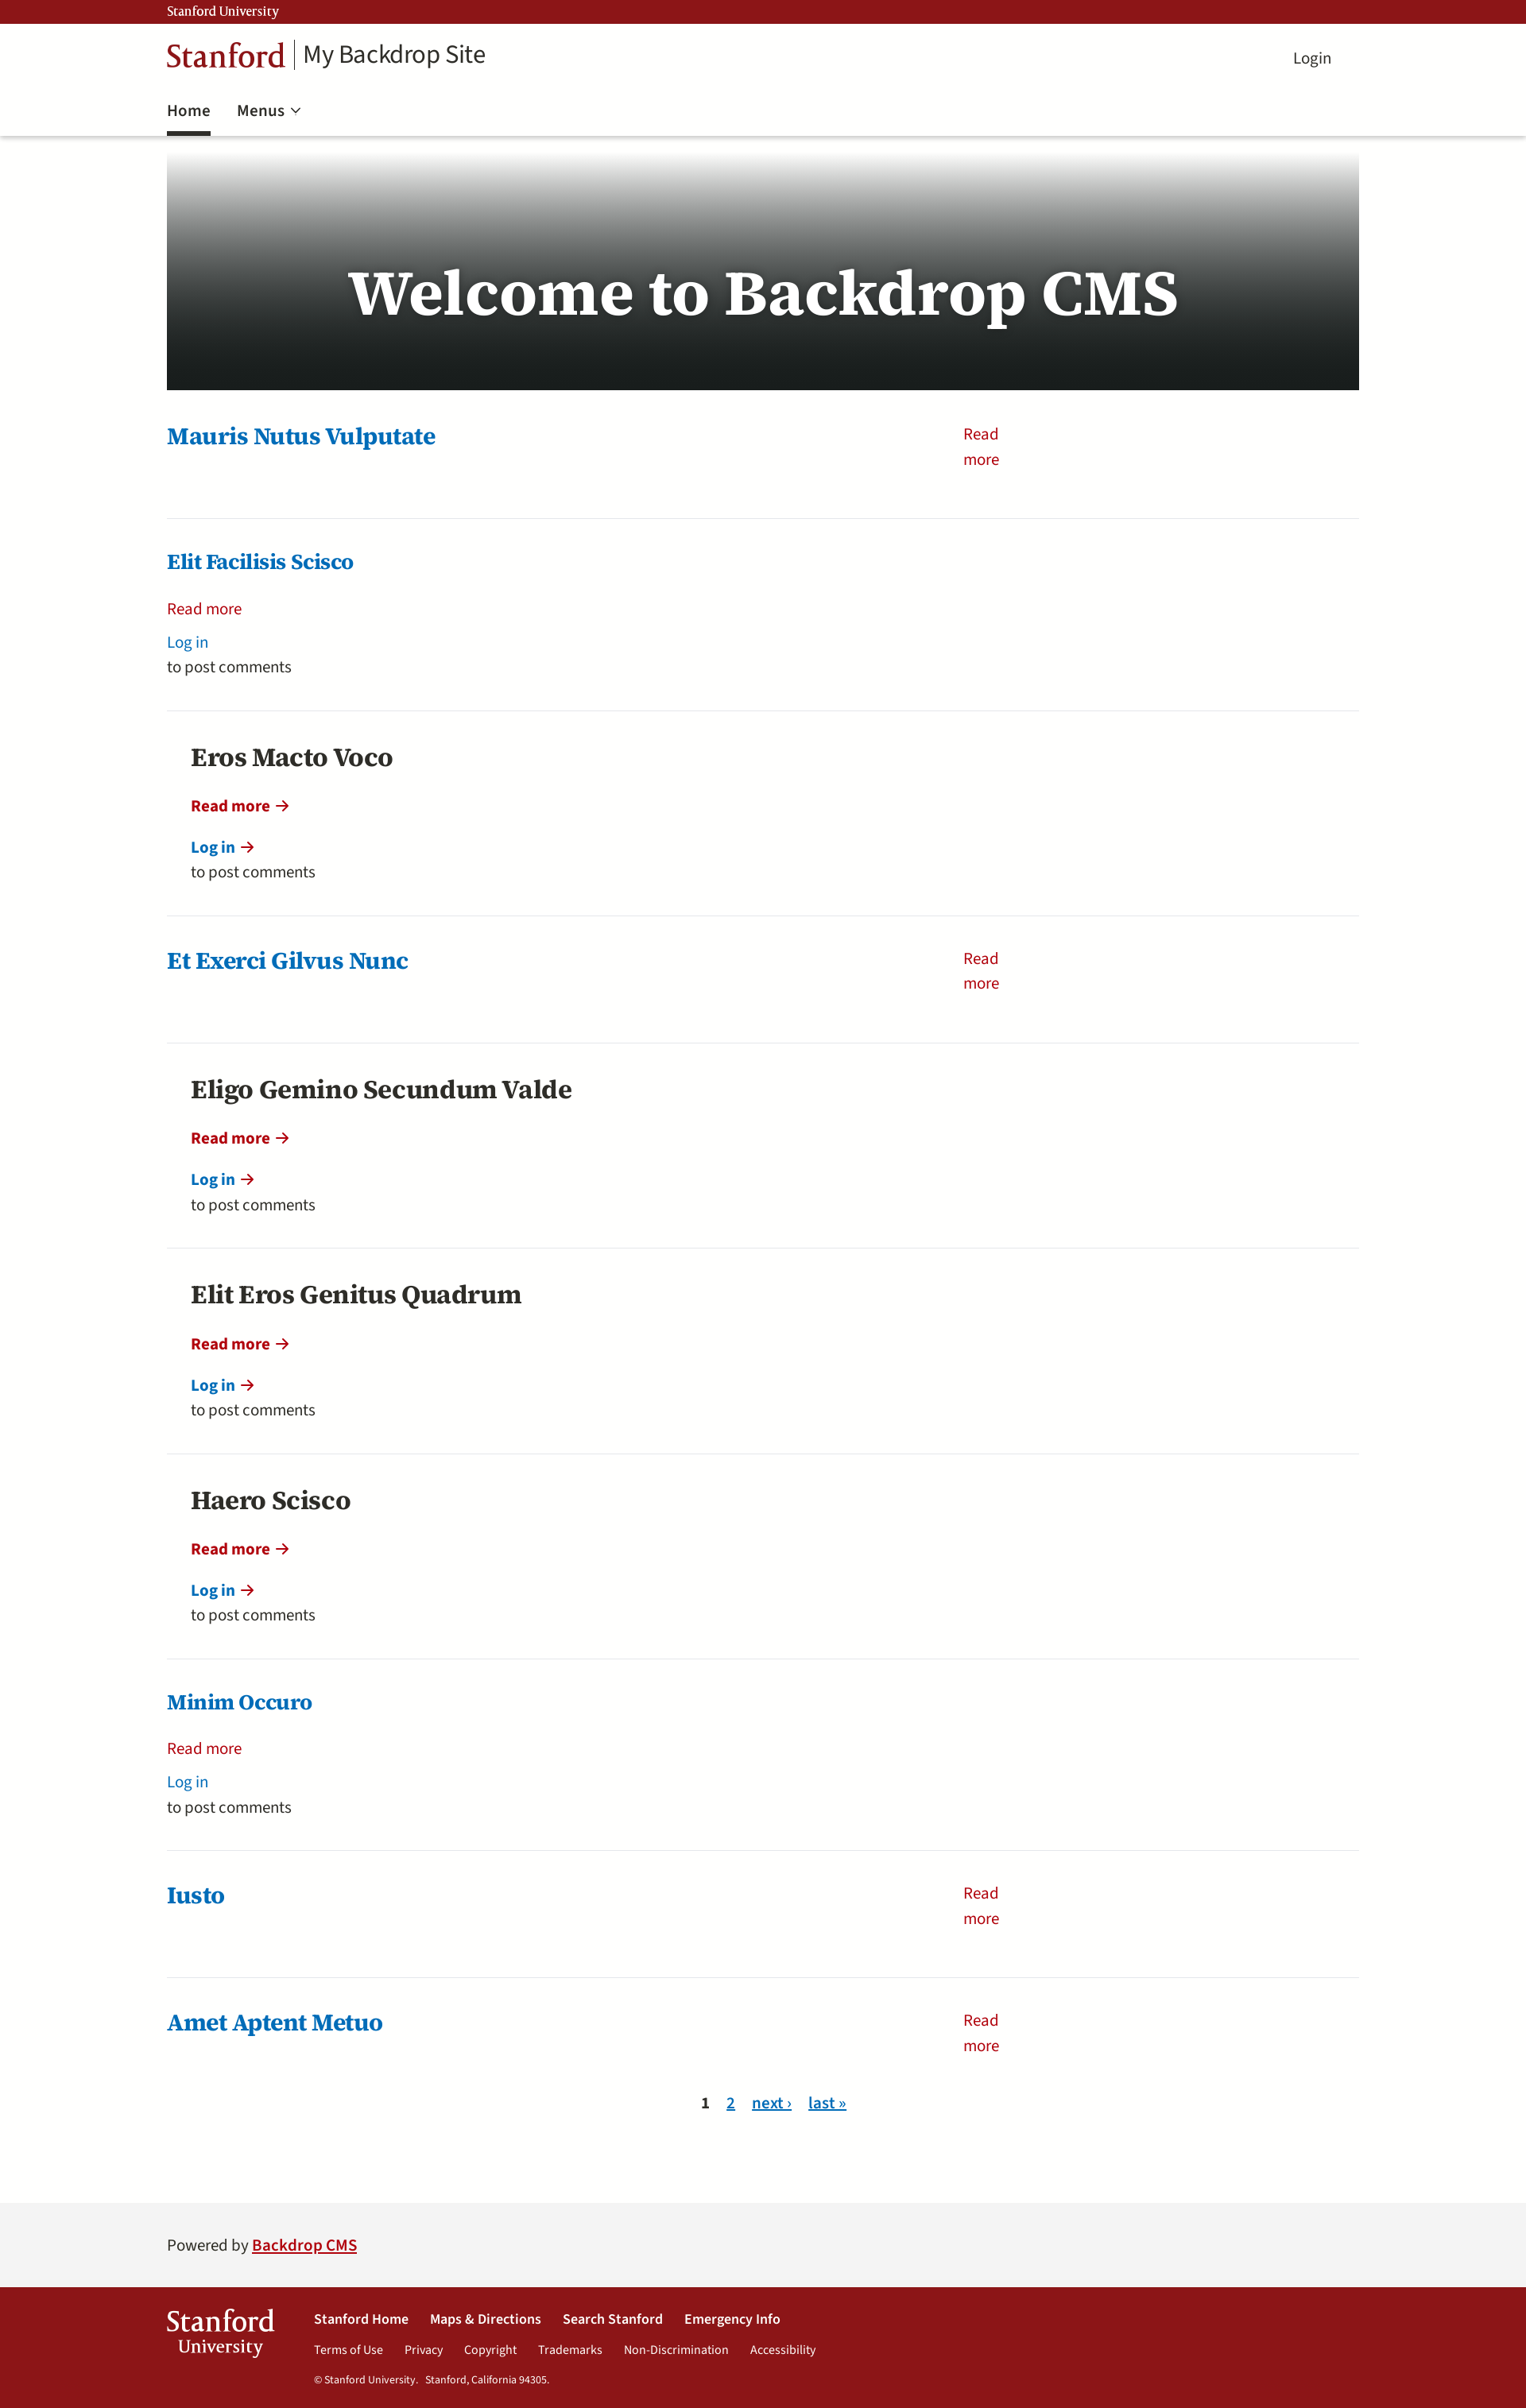 Stanford University
Stanford My Backdrop Site
Login
Home Menus
Welcome to Backdrop CMS
Mauris Nutus Vulputate
Read
more
Elit Facilisis Scisco
Read more
Log in
to post comments
Eros Macto Voco
Read more →
Log in →
to post comments
Et Exerci Gilvus Nunc
Read
more
Eligo Gemino Secundum Valde
Read more →
Log in →
to post comments
Elit Eros Genitus Quadrum
Read more →
Log in →
to post comments
Haero Scisco
Read more →
Log in →
to post comments
Minim Occuro
Read more
Log in
to post comments
Iusto
Read
more
Amet Aptent Metuo
Read
more
1 2 next › last »
Powered by Backdrop CMS
Stanford
University
Stanford Home Maps & Directions Search Stanford Emergency Info
Terms of Use Privacy Copyright Trademarks Non-Discrimination Accessibility
© Stanford University. Stanford, California 94305.